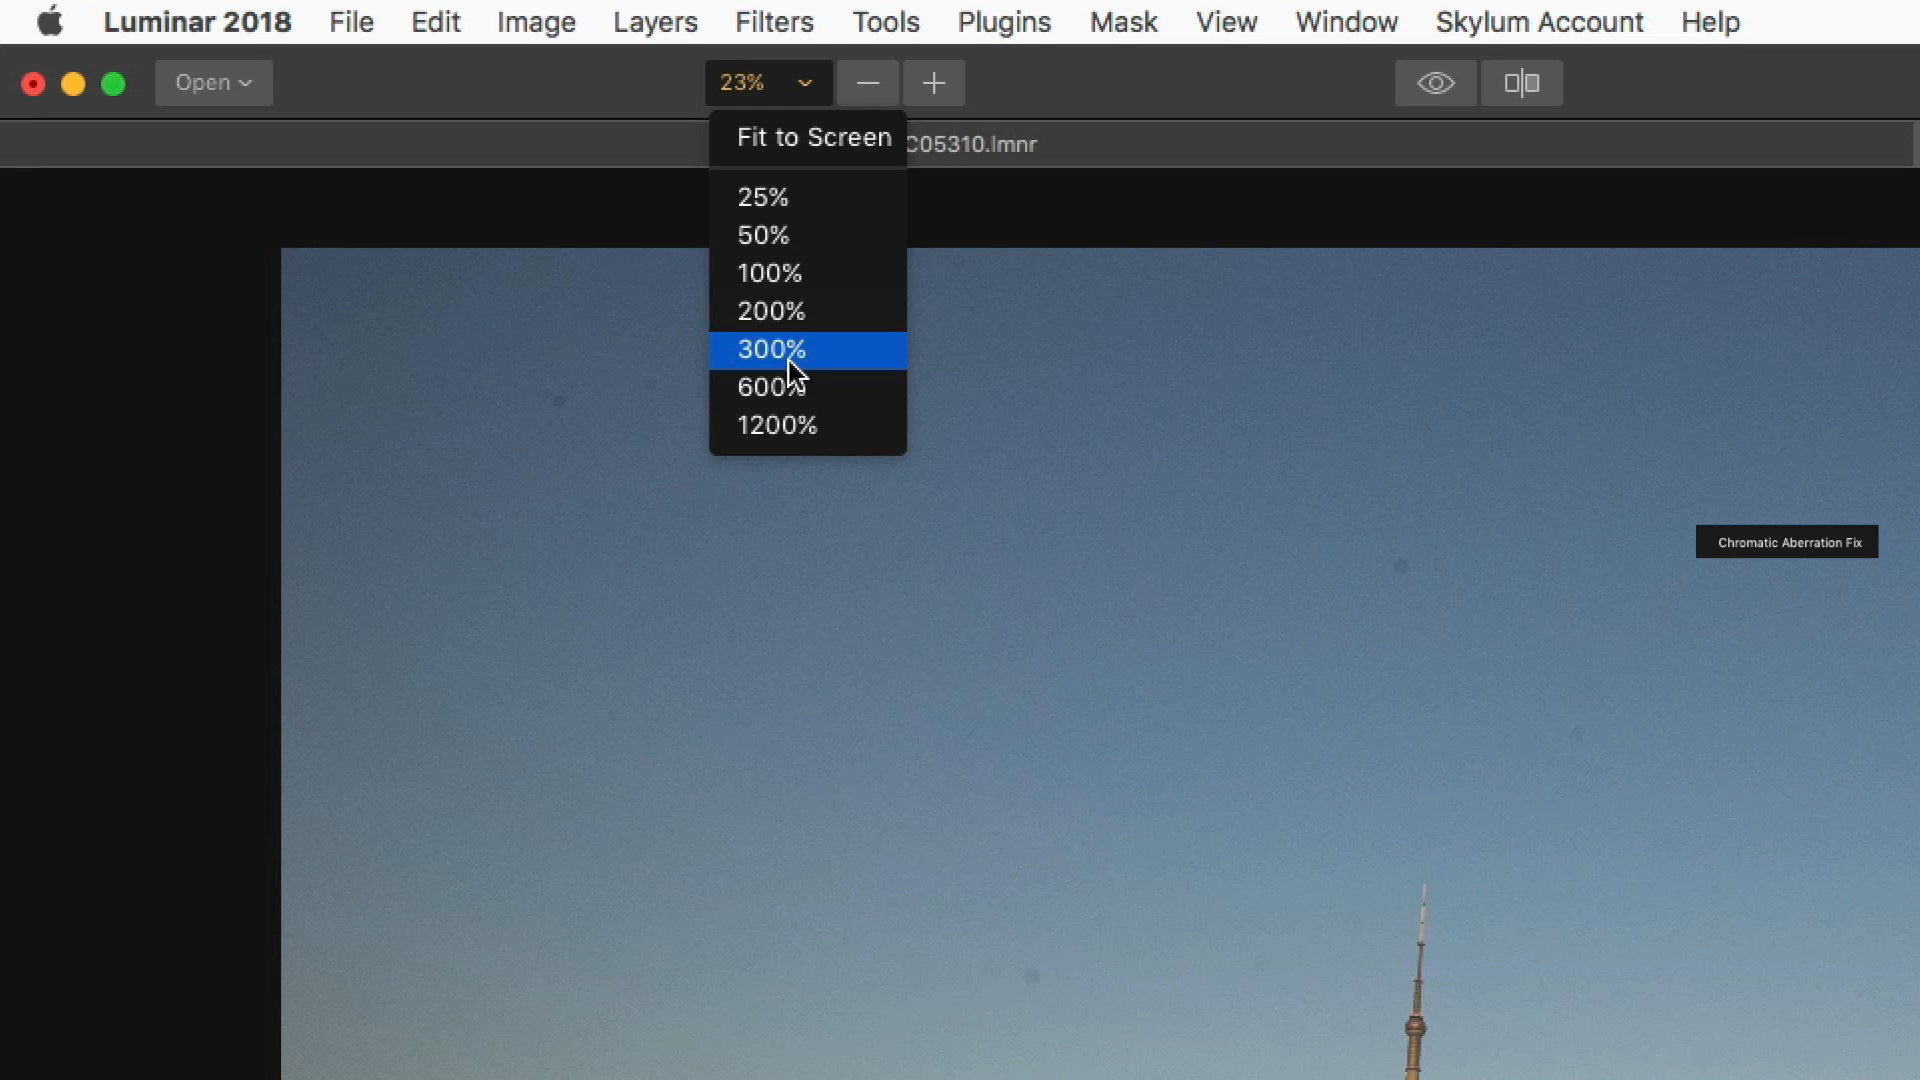 Luminar 2018 File Edit Image Layers Filters Tools Plugins Mask View Window Skylum Account Help
Open 23%
Fit to Screen
C05310.lmnr
25%
50%
100%
200%
300%
600%
1200%
Chromatic Aberration Fix